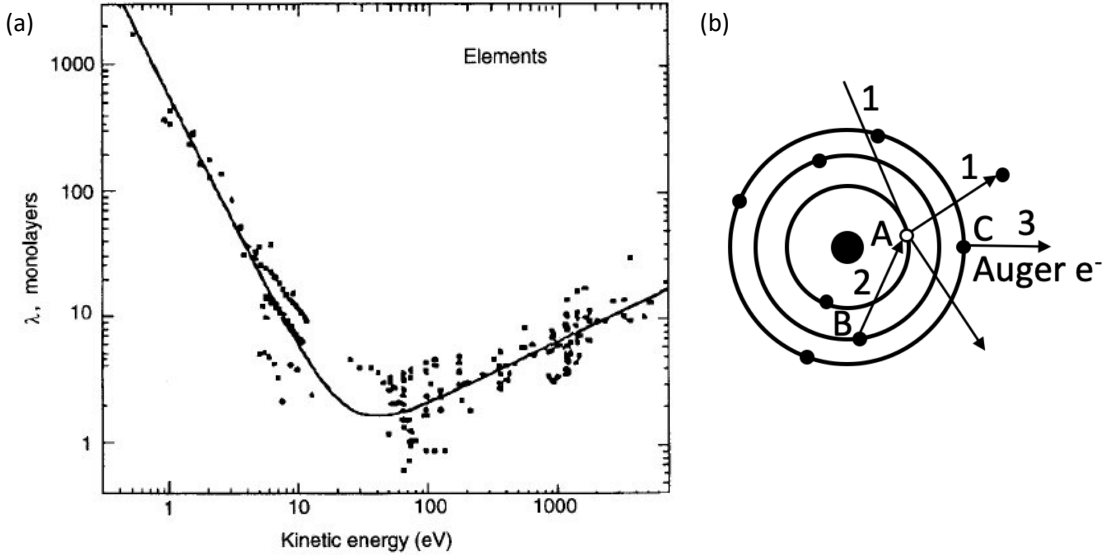 (a)
Elements
1000
100
10
1
λ, monolayers
1
10
100
1000
Kinetic energy (eV)
(b)
1
1
A
C
3
2
Auger e-
B